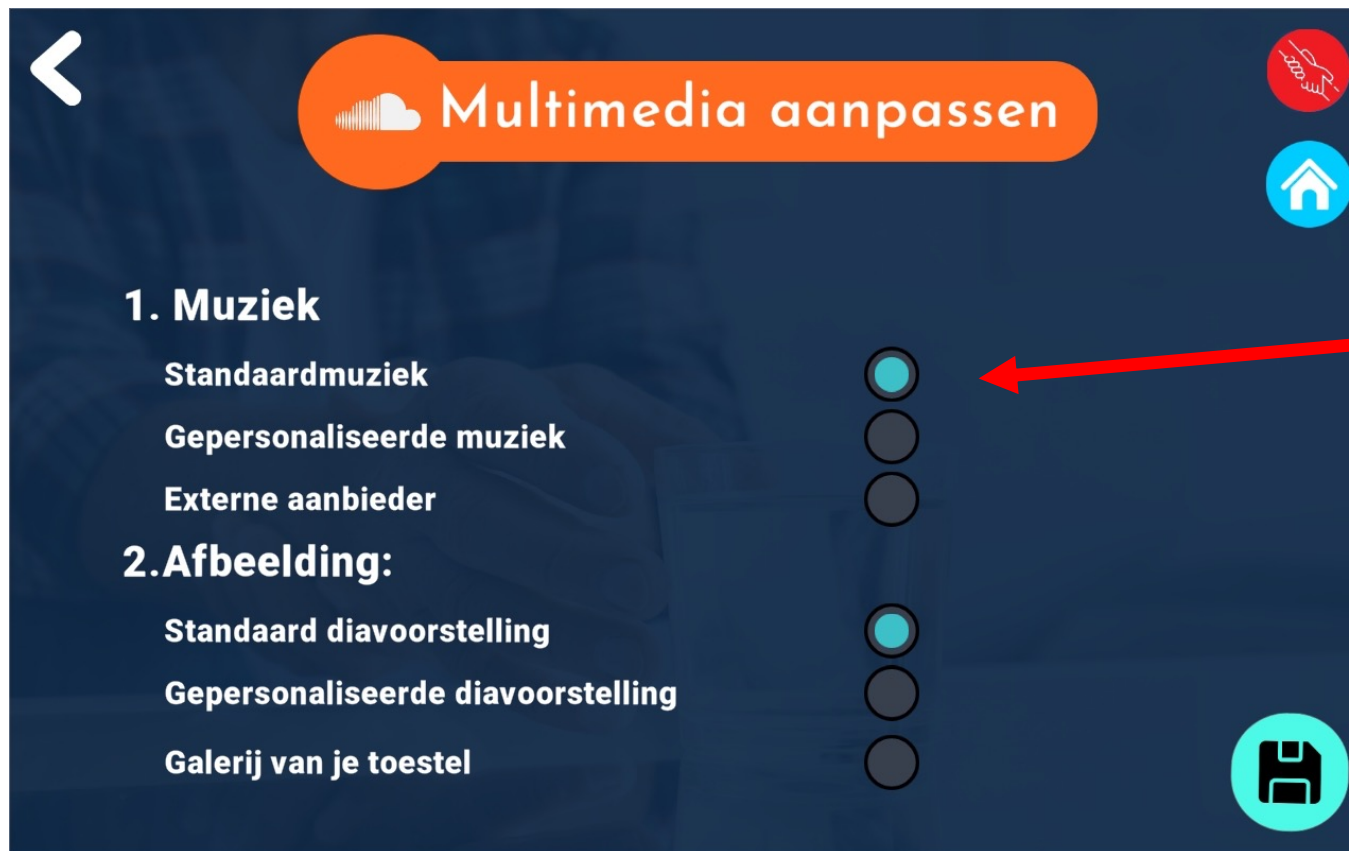 Multimedia aanpassen
1. Muziek
Standaardmuziek
Gepersonaliseerde muziek
Externe aanbieder
2.Afbeelding:
Standaard diavoorstelling
Gepersonaliseerde diavoorstelling
Galerij van je toestel